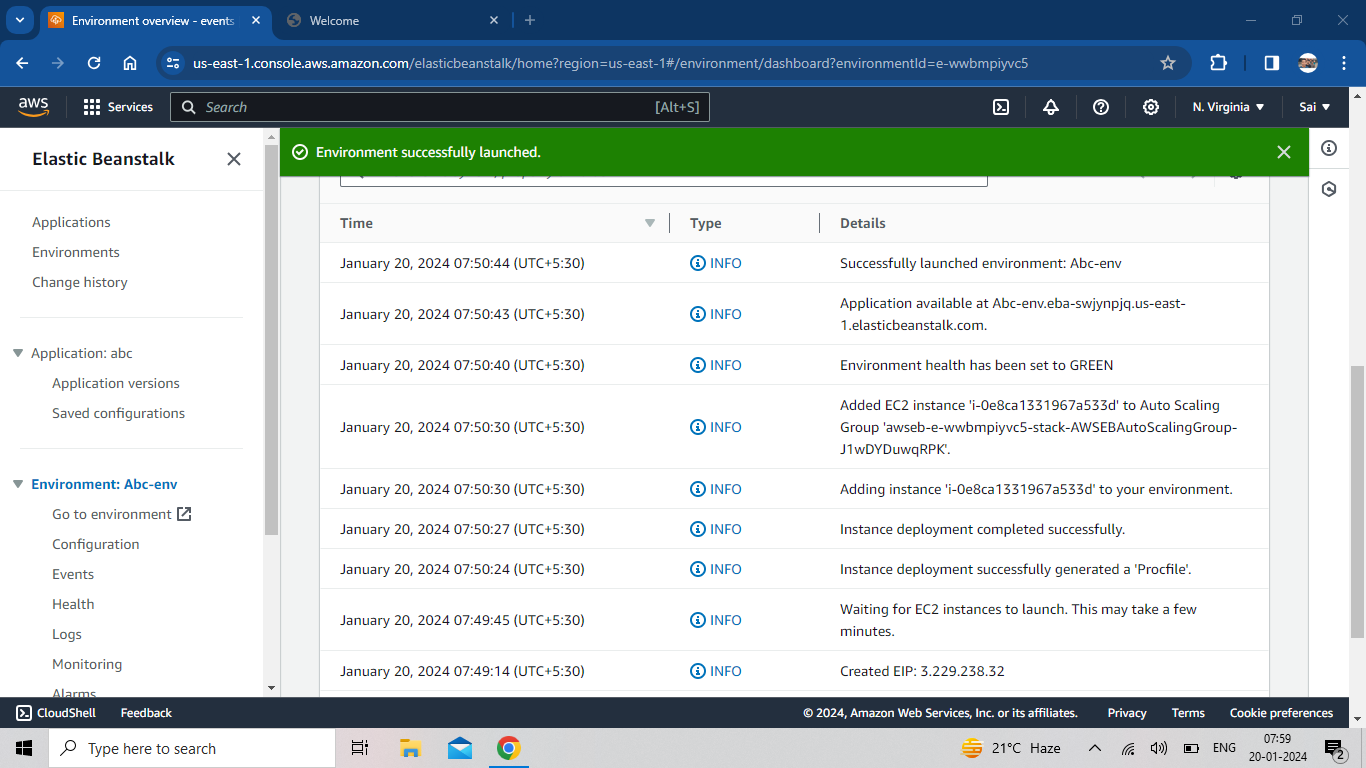 Environment overview - events
Welcome
us-east-1.console.aws.amazon.com/elasticbeanstalk/home?region=us-east-1#/environment/dashboard?environmentId=e-wwbmpiyvc5
aws
Services
Search
[Alt+S]
N. Virginia
Sai
Elastic Beanstalk
Applications
Environments
Change history
Application: abc
Application versions
Saved configurations
Environment: Abc-env
Go to environment
Configuration
Events
Health
Logs
Monitoring
Alarms
Environment successfully launched.
Time Type Details
January 20, 2024 07:50:44 (UTC+5:30) INFO Successfully launched environment: Abc-env
January 20, 2024 07:50:43 (UTC+5:30) INFO Application available at Abc-env.eba-swjynpjq.us-east-
1.elasticbeanstalk.com.
January 20, 2024 07:50:40 (UTC+5:30) INFO Environment health has been set to GREEN
January 20, 2024 07:50:30 (UTC+5:30) INFO Added EC2 instance 'i-0e8ca1331967a533d' to Auto Scaling
Group 'awseb-e-wwbmpiyvc5-stack-AWSEBAutoScalingGroup-
J1wDYDuwqRPK'.
January 20, 2024 07:50:30 (UTC+5:30) INFO Adding instance 'i-0e8ca1331967a533d' to your environment.
January 20, 2024 07:50:27 (UTC+5:30) INFO Instance deployment completed successfully.
January 20, 2024 07:50:24 (UTC+5:30) INFO Instance deployment successfully generated a 'Procfile'.
January 20, 2024 07:49:45 (UTC+5:30) INFO Waiting for EC2 instances to launch. This may take a few
minutes.
January 20, 2024 07:49:14 (UTC+5:30) INFO Created EIP: 3.229.238.32
CloudShell
Feedback
© 2024, Amazon Web Services, Inc. or its affiliates.
Privacy
Terms
Cookie preferences
Type here to search
21°C Haze
ENG
07:59
20-01-2024
2